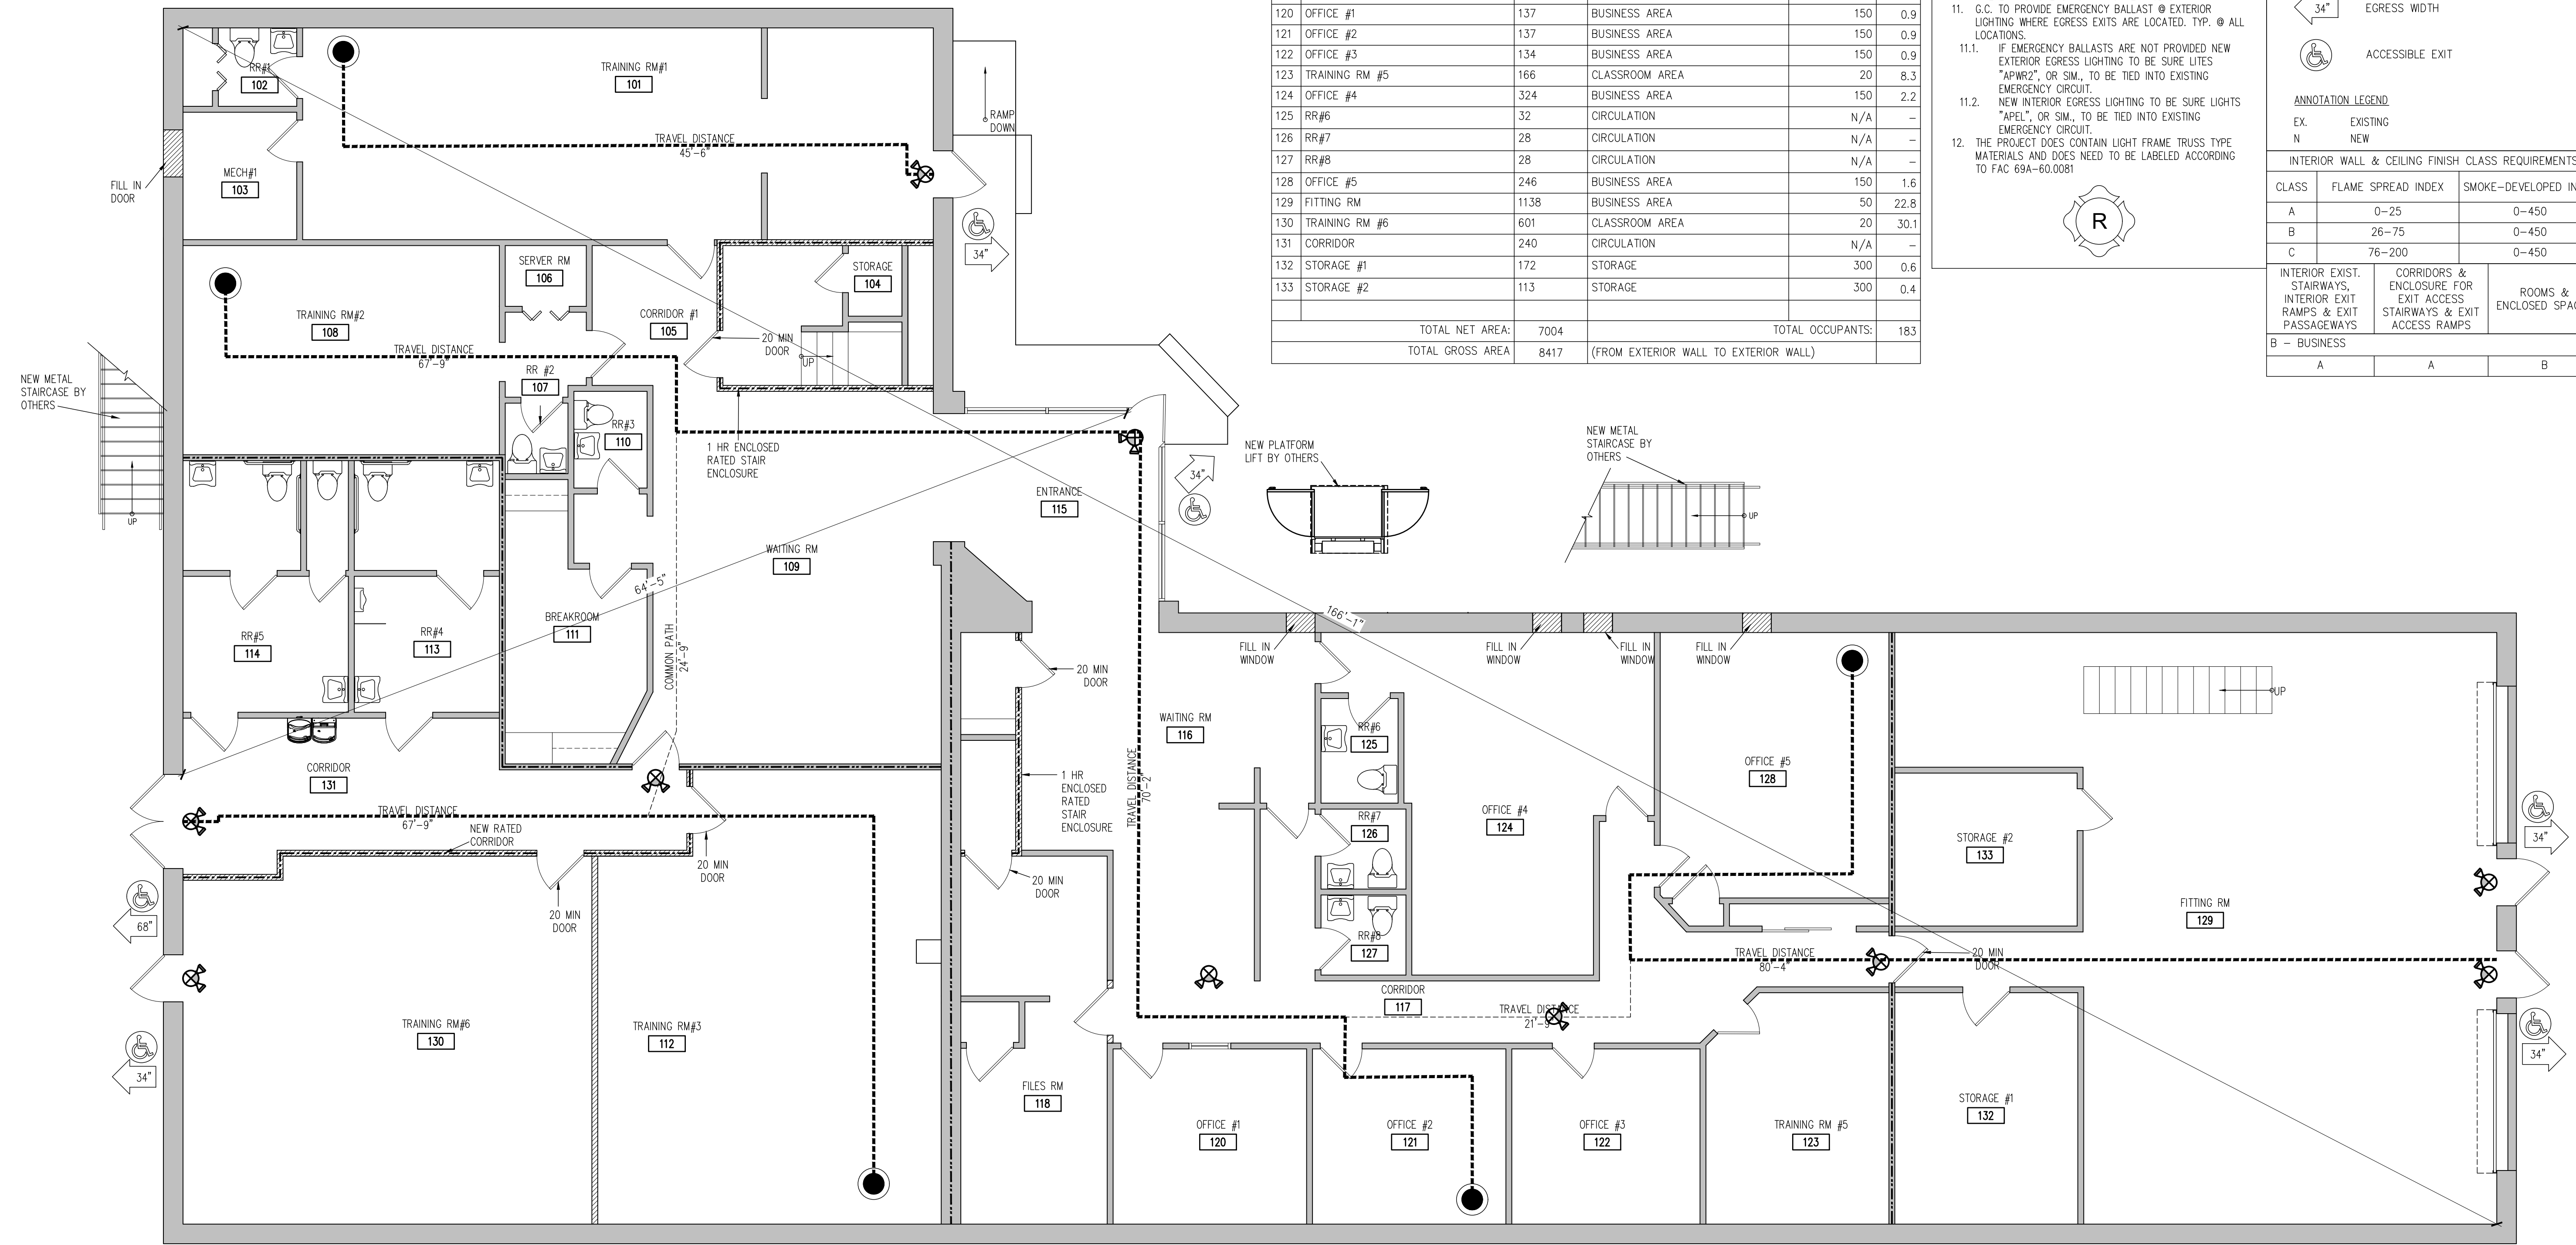 RR#1
102
TRAINING RM#1
101
TRAVEL DISTANCE
45'-6"
RAMP
DOWN
34"
FILL IN
DOOR
MECH#1
103
SERVER RM
106
STORAGE
104
CORRIDOR #1
105
20 MIN
DOOR
UP
TRAINING RM#2
108
TRAVEL DISTANCE
67'-9"
RR #2
107
NEW METAL
STAIRCASE BY
OTHERS
UP
RR#3
110
1 HR ENCLOSED
RATED STAIR
ENCLOSURE
ENTRANCE
115
34"
WAITING RM
109
64'-5"
COMMON PATH
24'-9"
BREAKROOM
111
RR#5
114
RR#4
113
CORRIDOR
131
TRAVEL DISTANCE
67'-9"
NEW RATED
CORRIDOR
20 MIN
DOOR
20 MIN
DOOR
68"
34"
TRAINING RM#6
130
TRAINING RM#3
112
20 MIN
DOOR
1 HR
ENCLOSED
RATED
STAIR
ENCLOSURE
20 MIN
DOOR
FILES RM
118
TRAVEL DISTANCE
70'-2"
WAITING RM
116
NEW PLATFORM
LIFT BY OTHERS
NEW METAL
STAIRCASE BY
OTHERS
UP
166'-1"
FILL IN
WINDOW
FILL IN
WINDOW
FILL IN
WINDOW
FILL IN
WINDOW
RR#6
125
RR#7
126
RR#8
127
OFFICE #4
124
OFFICE #5
128
CORRIDOR
117
TRAVEL DISTANCE
21'-9"
TRAVEL DISTANCE
80'-4"
20 MIN
DOOR
STORAGE #2
133
UP
FITTING RM
129
34"
34"
OFFICE #1
120
OFFICE #2
121
OFFICE #3
122
TRAINING RM #5
123
STORAGE #1
132
120 OFFICE #1 137 BUSINESS AREA 150 0.9
121 OFFICE #2 137 BUSINESS AREA 150 0.9
122 OFFICE #3 134 BUSINESS AREA 150 0.9
123 TRAINING RM #5 166 CLASSROOM AREA 20 8.3
124 OFFICE #4 324 BUSINESS AREA 150 2.2
125 RR#6 32 CIRCULATION N/A –
126 RR#7 28 CIRCULATION N/A –
127 RR#8 28 CIRCULATION N/A –
128 OFFICE #5 246 BUSINESS AREA 150 1.6
129 FITTING RM 1138 BUSINESS AREA 50 22.8
130 TRAINING RM #6 601 CLASSROOM AREA 20 30.1
131 CORRIDOR 240 CIRCULATION N/A –
132 STORAGE #1 172 STORAGE 300 0.6
133 STORAGE #2 113 STORAGE 300 0.4
TOTAL NET AREA: 7004 TOTAL OCCUPANTS: 183
TOTAL GROSS AREA 8417 (FROM EXTERIOR WALL TO EXTERIOR WALL)
11. G.C. TO PROVIDE EMERGENCY BALLAST @ EXTERIOR
LIGHTING WHERE EGRESS EXITS ARE LOCATED. TYP. @ ALL
LOCATIONS.
11.1. IF EMERGENCY BALLASTS ARE NOT PROVIDED NEW
EXTERIOR EGRESS LIGHTING TO BE SURE LITES
"APWR2", OR SIM., TO BE TIED INTO EXISTING
EMERGENCY CIRCUIT.
11.2. NEW INTERIOR EGRESS LIGHTING TO BE SURE LIGHTS
"APEL", OR SIM., TO BE TIED INTO EXISTING
EMERGENCY CIRCUIT.
12. THE PROJECT DOES CONTAIN LIGHT FRAME TRUSS TYPE
MATERIALS AND DOES NEED TO BE LABELED ACCORDING
TO FAC 69A-60.0081
R
34" EGRESS WIDTH
ACCESSIBLE EXIT
ANNOTATION LEGEND
EX. EXISTING
N NEW
INTERIOR WALL & CEILING FINISH CLASS REQUIREMENTS
CLASS FLAME SPREAD INDEX SMOKE-DEVELOPED IN
A 0-25 0-450
B 26-75 0-450
C 76-200 0-450
INTERIOR EXIST.
STAIRWAYS,
INTERIOR EXIT
RAMPS & EXIT
PASSAGEWAYS
CORRIDORS &
ENCLOSURE FOR
EXIT ACCESS
STAIRWAYS & EXIT
ACCESS RAMPS
ROOMS &
ENCLOSED SPA
B - BUSINESS
A A B